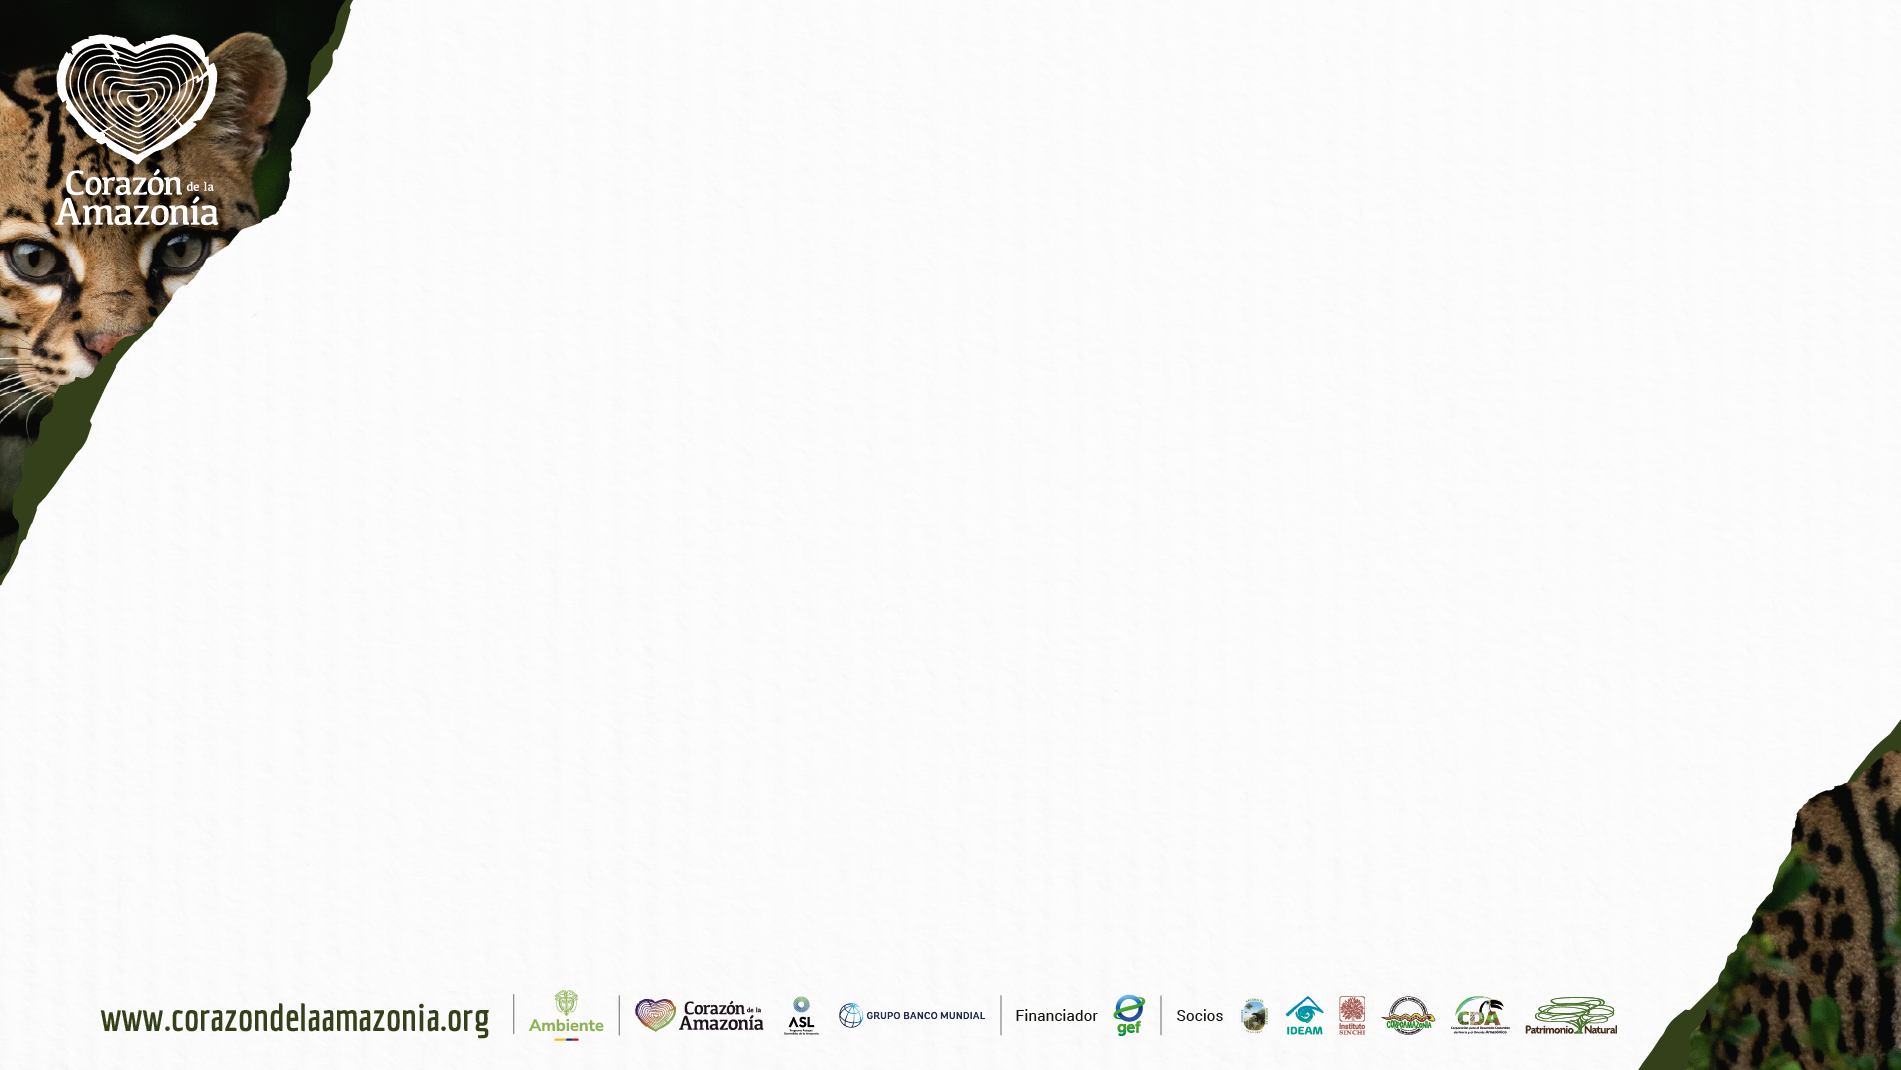 Corazón de la
Amazonía
www.corazondelaamazonia.org
Ambiente
Corazón de la
Amazonía
ASL
GRUPO BANCO MUNDIAL
Financiador
gef
Socios
IDEAM
Instituto
SINCHI
CORPOAMAZONIA
CDA
Patrimonio Natural